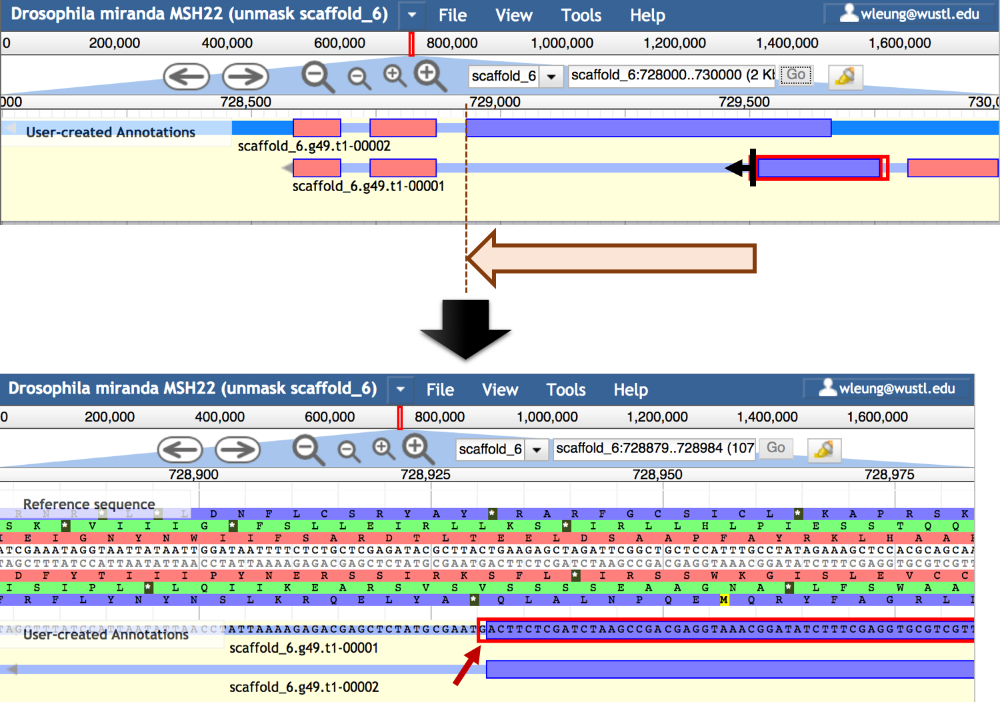 Drosophila miranda MSH22 (unmask scaffold_6) File View Tools Help wleung@wustl.edu
0 200,000 400,000 600,000 800,000 1,000,000 1,200,000 1,400,000 1,600,000
scaffold_6 scaffold_6:728000..730000 (2 Kl Go
000 728,500 729,000 729,500 730,0
User-created Annotations
scaffold_6.g49.t1-00002
scaffold_6.g49.t1-00001
Drosophila miranda MSH22 (unmask scaffold_6) File View Tools Help wleung@wustl.edu
0 200,000 400,000 600,000 800,000 1,000,000 1,200,000 1,400,000 1,600,000
scaffold_6 scaffold_6:728879..728984 (107 Go
728,900 728,925 728,950 728,975
Reference sequence
R N R * L * L D N F L C S R Y A Y * R A R F G C S I C L * K A P R S K
S K * V I I I G * F S L L E I R L L K S * I R L L H L P I E S S T Q Q
I E I G N Y N W I I F S A R D T L T E E L D S A A P F A Y R K L H A A
ATCGAAATAGGTAATTATAATTGGATAATTTTCTCTGCTCGAGATACGCTTACTGAAGAGCTAGATTCGGCTGCTCCATTTGCCTATAGAAAGCTCCACGCAGCAA
TAGCTTTATCCATTAATATTAACCTATTAAAAGAGACGAGCTCTATGCGAATGACTTCTCGATCTAAGCCGACGAGGTAAACGGATATCTTTCGAGGTGCGTCGTT
D F Y T I I I P Y N E R S S I R K S F L * I R S S W K G I S L E V C C
I S I P L * L Q I I K E A R S V S V S S S S E A A G N A * L F S W A A
F R F L Y N Y N S L K R Q E L Y A * Q L A L N P Q E M Q R Y F A G R L
TAGCTTTATCCATTAATATTAACCTATTAAAAGAGACGAGCTCTATGCGAATGACTTCTCGATCTAAGCCGACGAGGTAAACGGATATCTTTCGAGGTGCGTCGTT
User-created Annotations
scaffold_6.g49.t1-00001
scaffold_6.g49.t1-00002